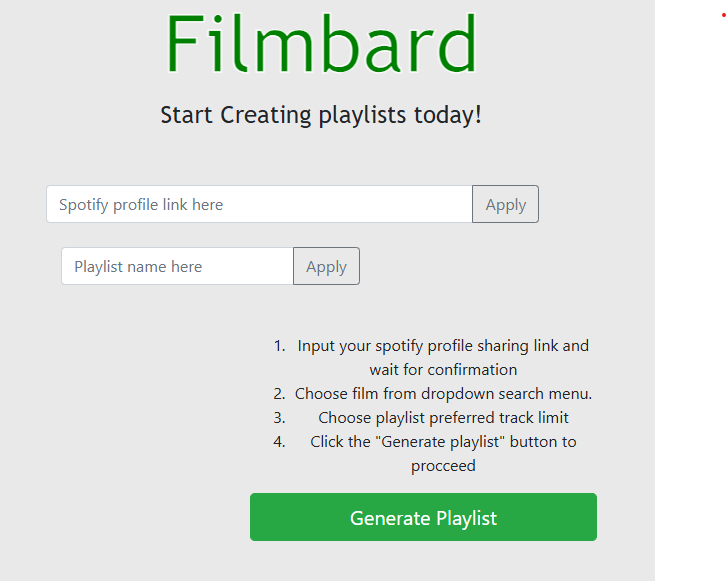 Filmbard
Start Creating playlists today!
Spotify profile link here Apply
Playlist name here Apply
1. Input your spotify profile sharing link and
wait for confirmation
2. Choose film from dropdown search menu.
3. Choose playlist preferred track limit
4. Click the "Generate playlist" button to
procceed
Generate Playlist